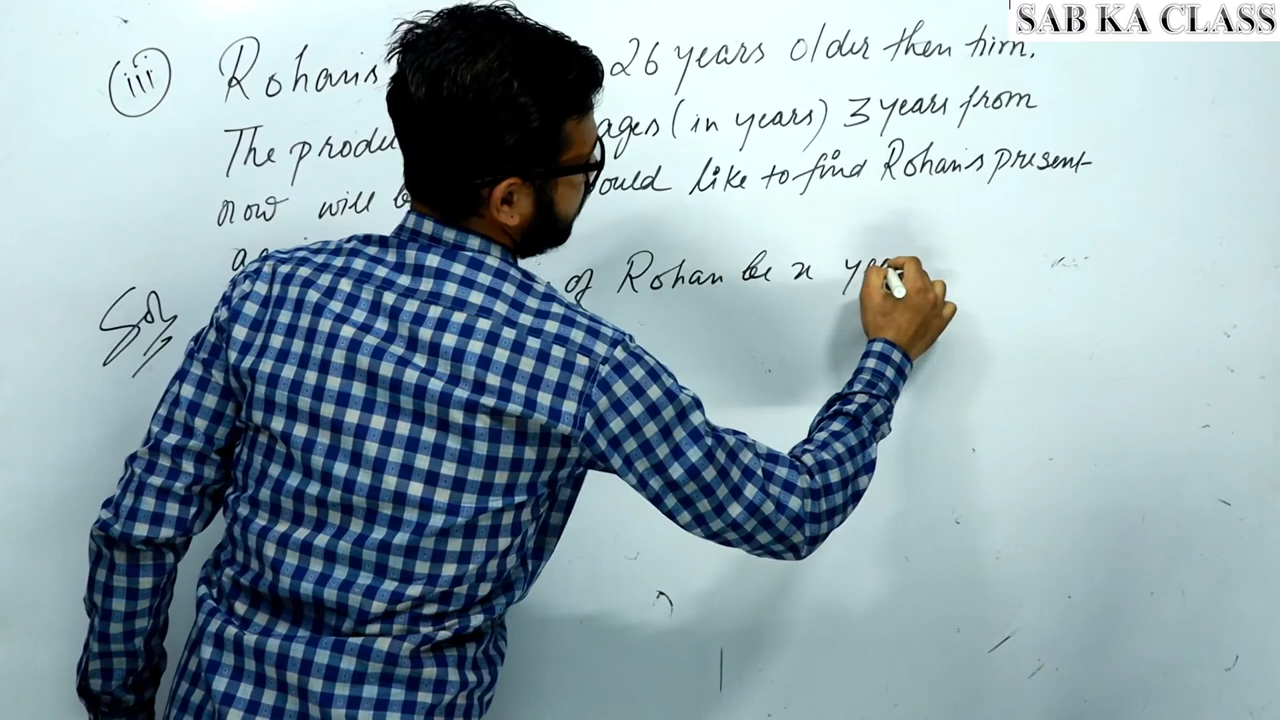 SAB KA CLASS
(iii) Rohan's 26 years older then him.
The produ ages (in years) 3 years from
now will ould like to find Rohan's present
of Rohan be x
Sol